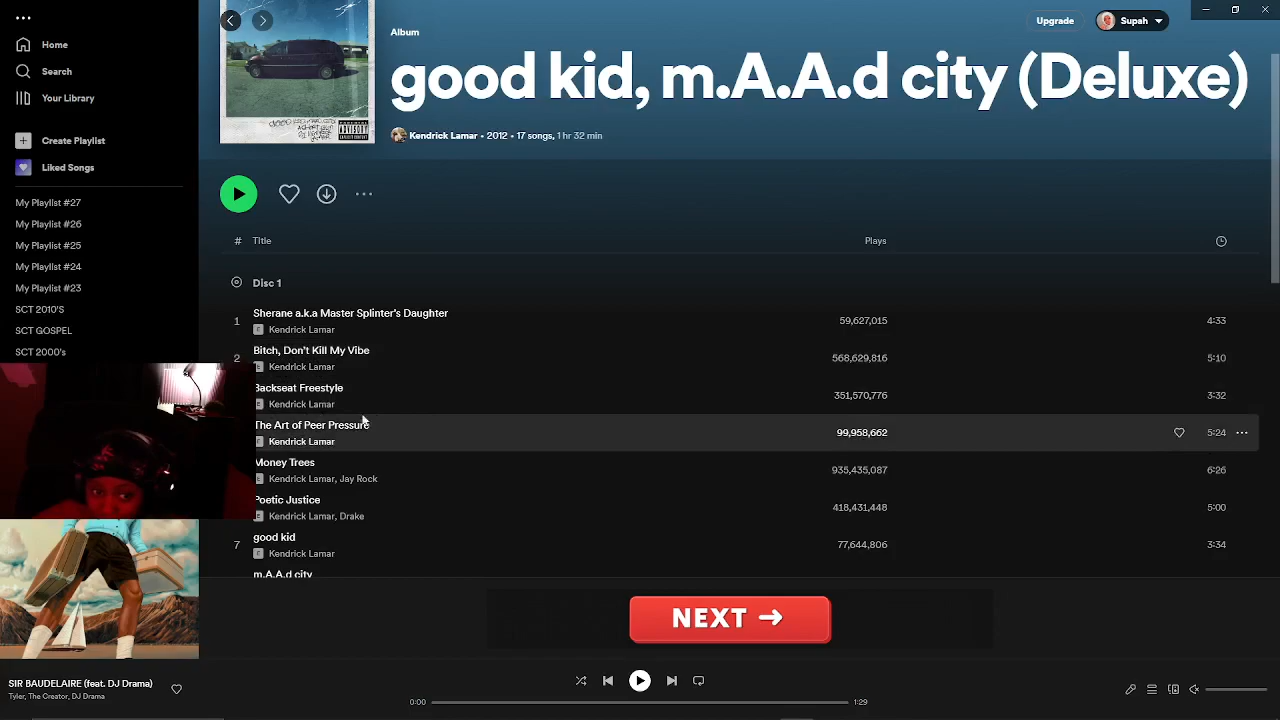 Home
Search
Your Library
Create Playlist
Liked Songs
My Playlist #27
My Playlist #26
My Playlist #25
My Playlist #24
My Playlist #23
SCT 2010'S
SCT GOSPEL
SCT 2000's
Upgrade
Supah
Album
good kid, m.A.A.d city (Deluxe)
Kendrick Lamar • 2012 • 17 songs, 1 hr 32 min
# Title Plays
Disc 1
1 Sherane a.k.a Master Splinter's Daughter 59,627,015 4:33
E Kendrick Lamar
2 Bitch, Don't Kill My Vibe 568,629,816 5:10
E Kendrick Lamar
Backseat Freestyle 351,570,776 3:32
E Kendrick Lamar
The Art of Peer Pressure 99,958,662 5:24
E Kendrick Lamar
Money Trees 935,435,087 6:26
E Kendrick Lamar, Jay Rock
Poetic Justice 418,431,448 5:00
E Kendrick Lamar, Drake
7 good kid 77,644,806 3:34
E Kendrick Lamar
m.A.A.d city
NEXT →
SIR BAUDELAIRE (feat. DJ Drama)
Tyler, The Creator, DJ Drama
0:00 1:29